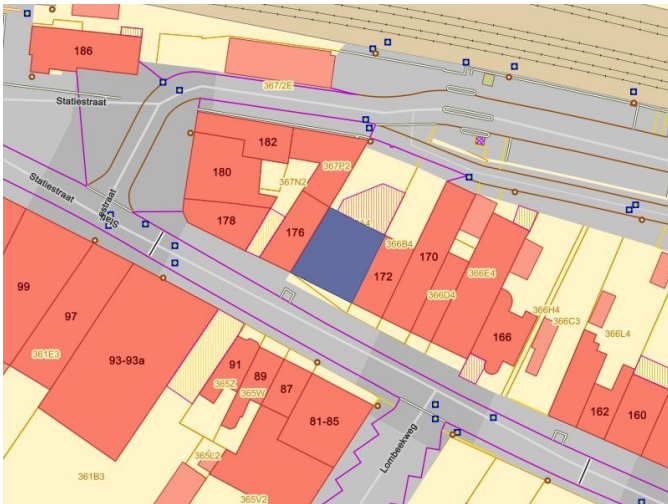 186
367/2E
Statiestraat
182
367P2
180
367N2
Statiestraat
178
176
366B4
170
99
172
366E4
97
366D4
366H4
166
366C3
366L4
361E3
93-93a
91
89
365Z
365W
87
81-85
162
160
Lombeekweg
365L2
361B3
365V2